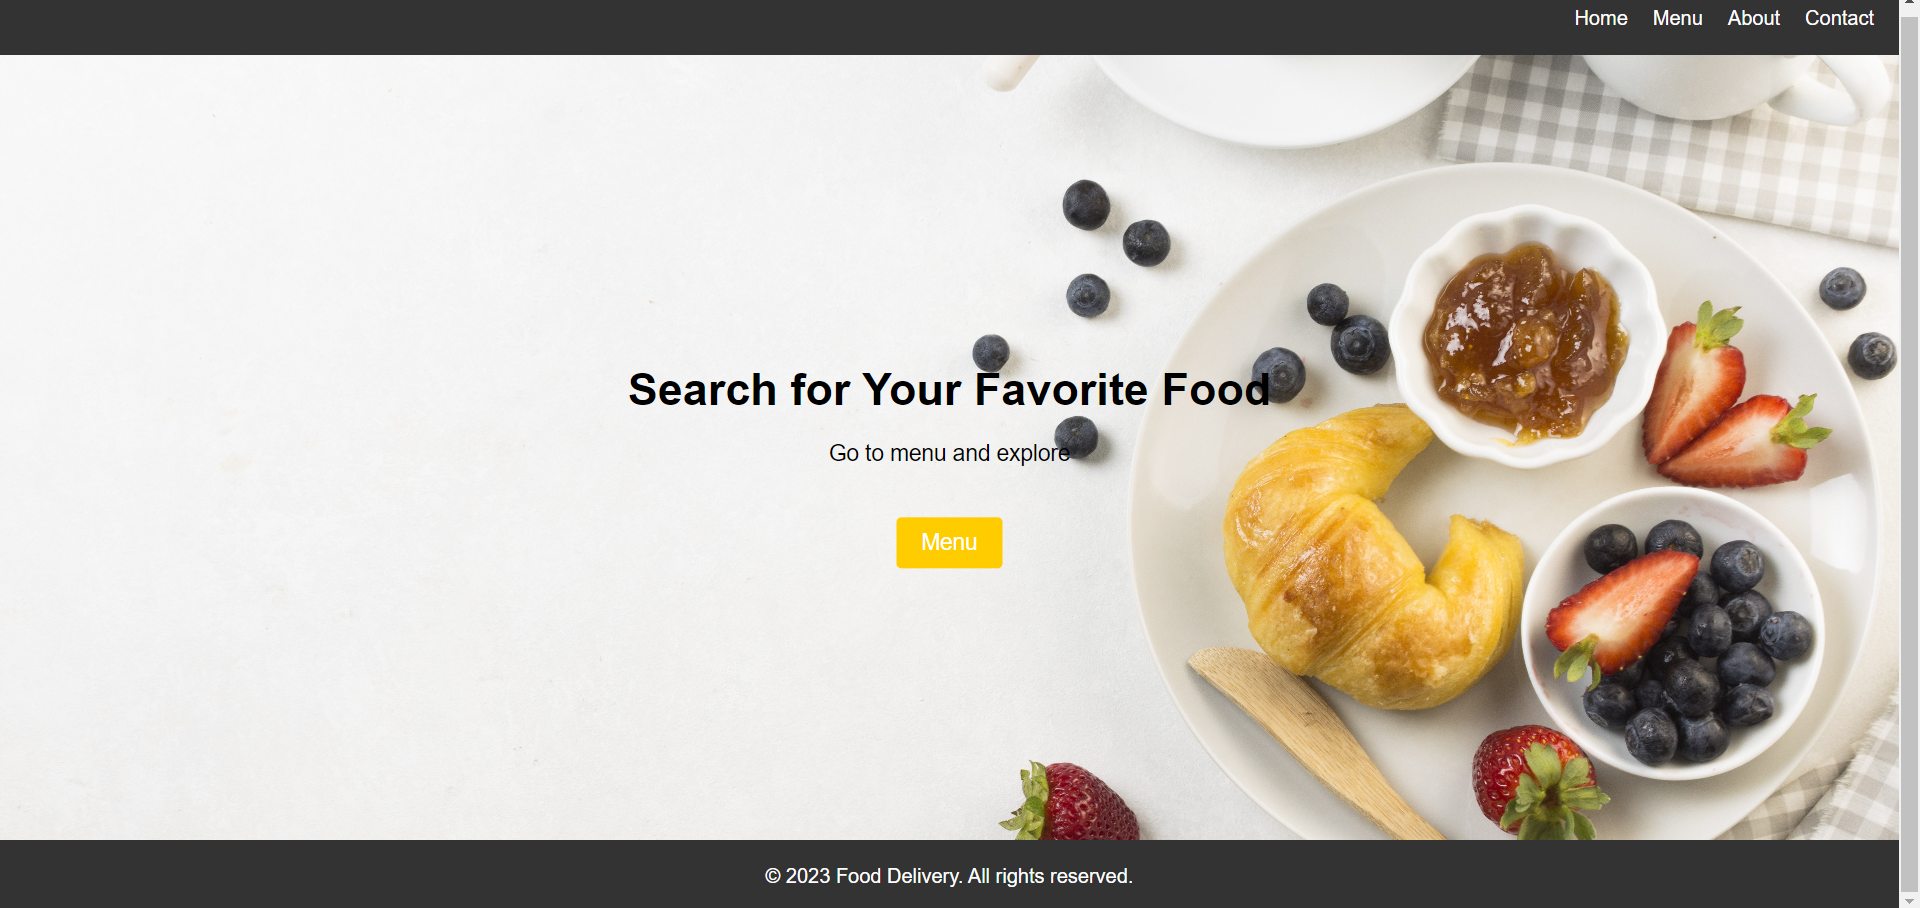 Home Menu About Contact
Search for Your Favorite Food
Go to menu and explore
Menu
© 2023 Food Delivery. All rights reserved.